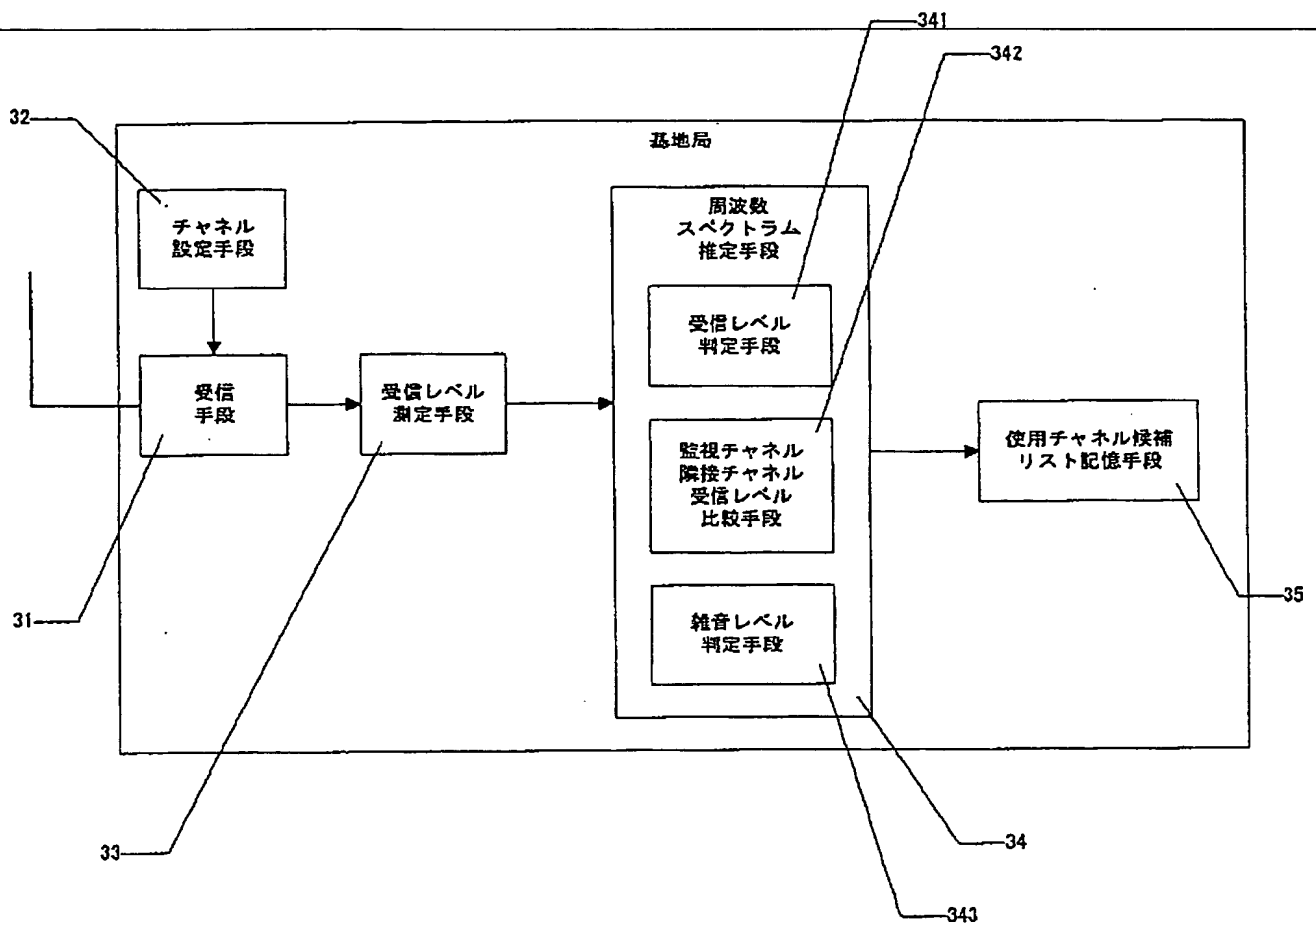 341
342
32
基地局
チャネル
設定手段
周波数
スペクトラム
推定手段
受信レベル
判定手段
受信
手段
受信レベル
測定手段
監視チャネル
隣接チャネル
受信レベル
比較手段
使用チャネル候補
リスト記憶手段
雑音レベル
判定手段
31
35
33
34
343